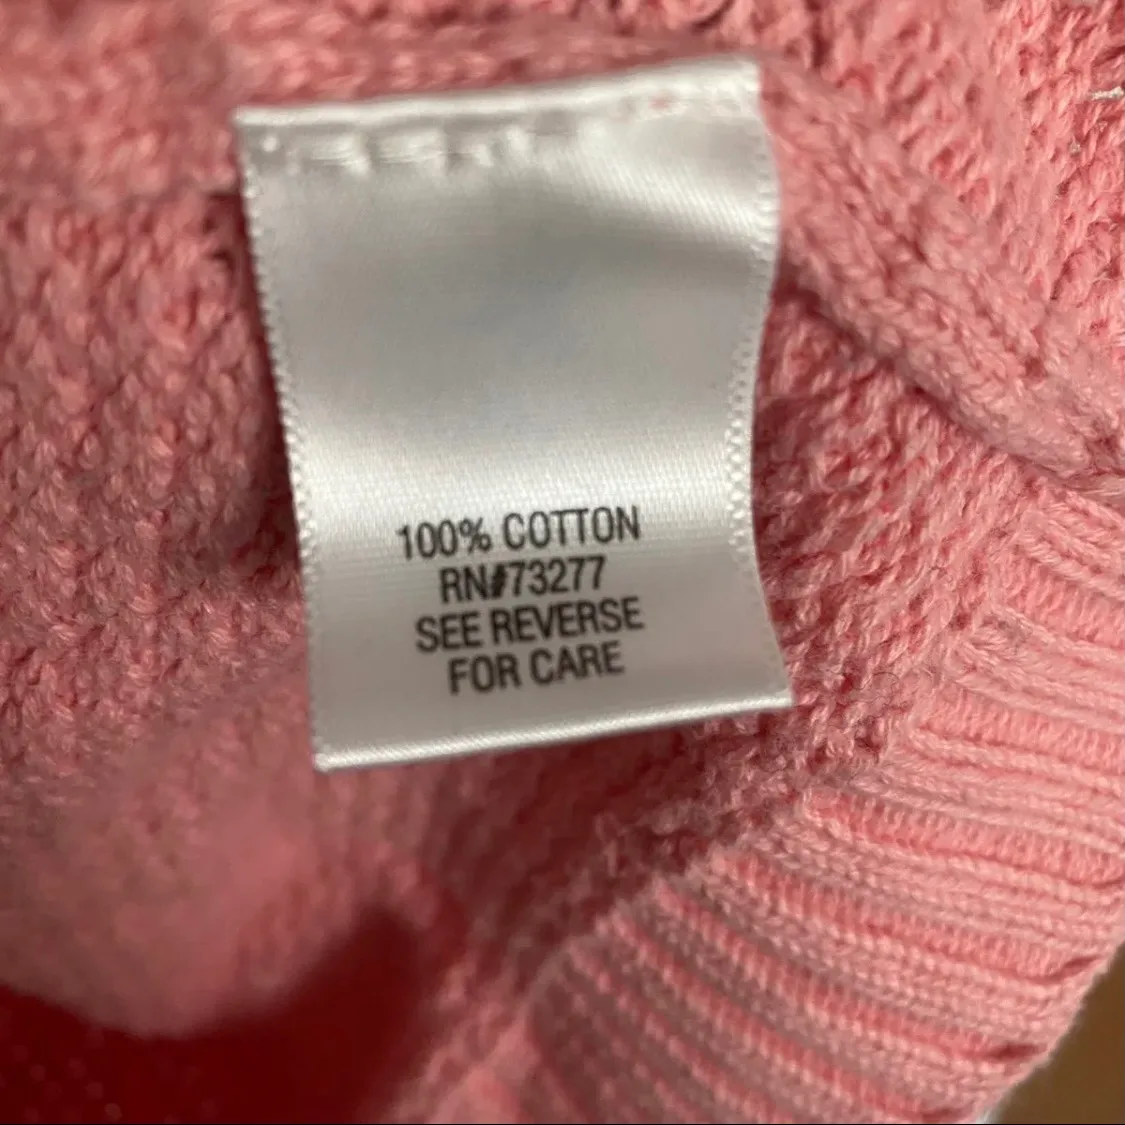 100% COTTON
RN#73277
SEE REVERSE
FOR CARE